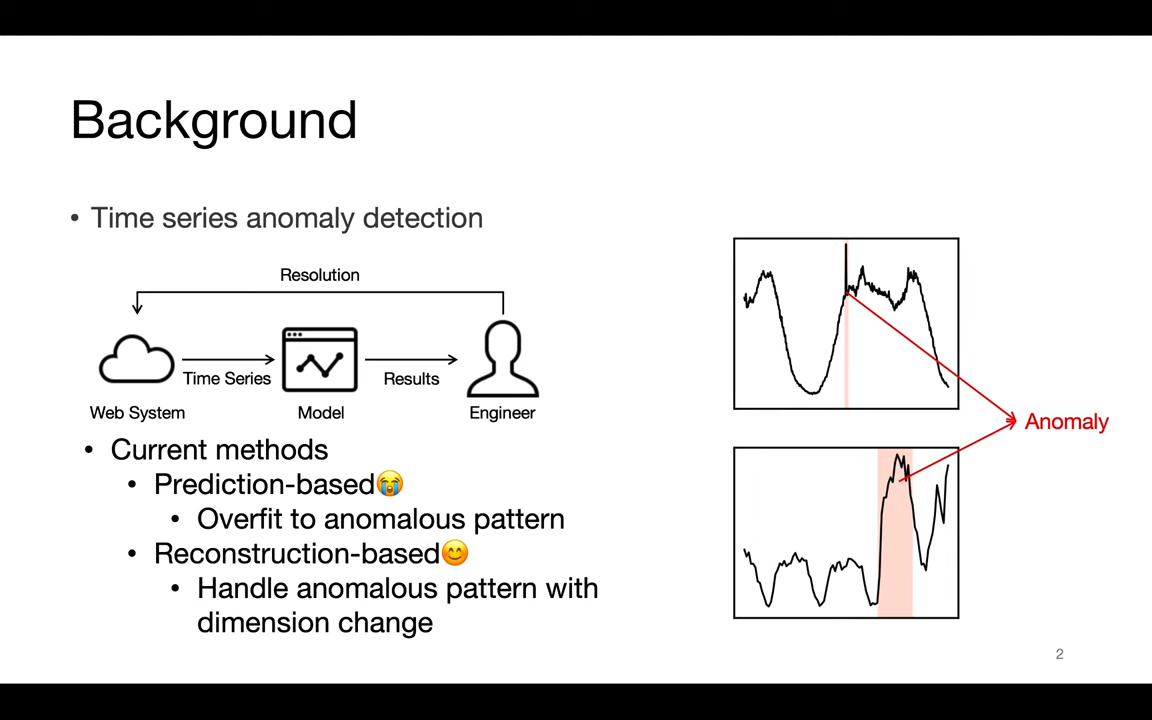 Background
• Time series anomaly detection
Resolution
Time Series
Results
Web System
Model
Engineer
• Current methods
• Prediction-based😭
• Overfit to anomalous pattern
• Reconstruction-based😊
• Handle anomalous pattern with
dimension change
Anomaly
2